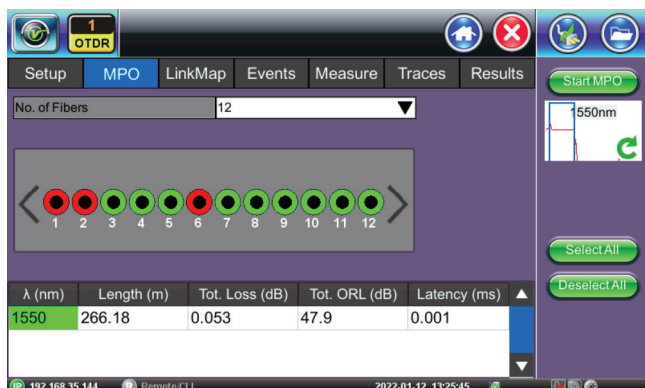 1
OTDR
Setup MPO LinkMap Events Measure Traces Results
Start MPO
No. of Fibers 12
1550nm
1 2 3 4 5 6 7 8 9 10 11 12
Select All
Deselect All
λ (nm) Length (m) Tot. Loss (dB) Tot. ORL (dB) Latency (ms)
1550 266.18 0.053 47.9 0.001
IP 192.168.35.144 R Remote/CLI 2022-01-12 13:25:45